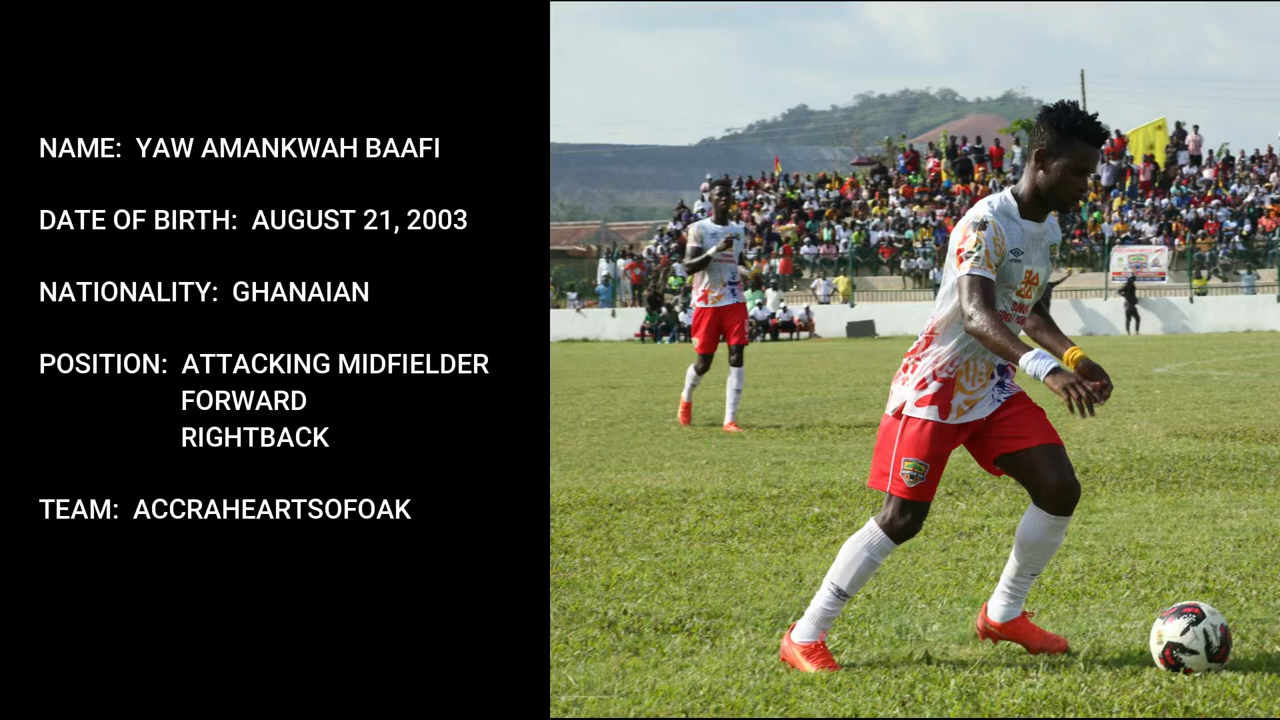 NAME: YAW AMANKWAH BAAFI
DATE OF BIRTH: AUGUST 21, 2003
NATIONALITY: GHANAIAN
POSITION: ATTACKING MIDFIELDER
FORWARD
RIGHTBACK
TEAM: ACCRAHEARTSOFOAK